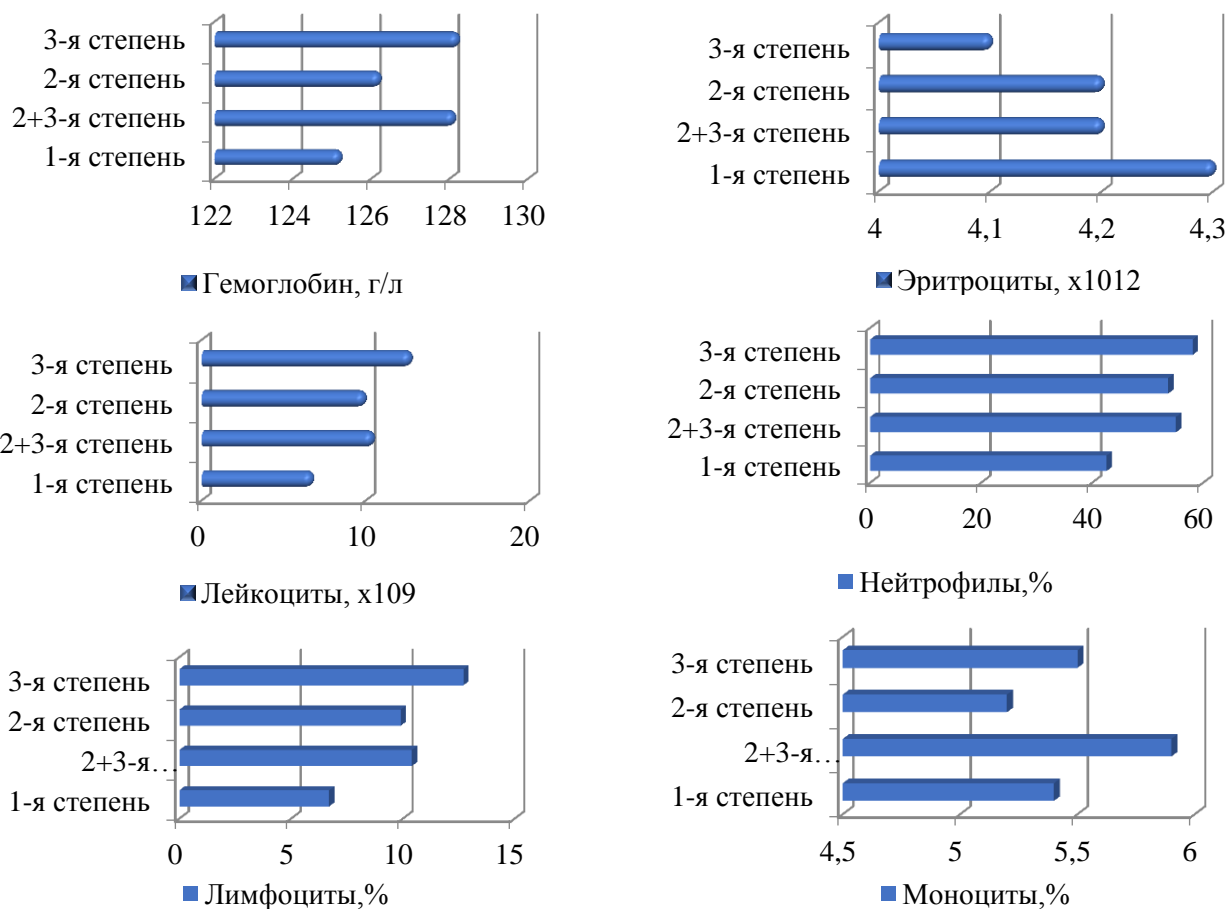 3-я степень
2-я степень
2+3-я степень
1-я степень
122 124 126 128 130
Гемоглобин, г/л
3-я степень
2-я степень
2+3-я степень
1-я степень
4 4,1 4,2 4,3
Эритроциты, х1012
3-я степень
2-я степень
2+3-я степень
1-я степень
0 10 20
Лейкоциты, х109
3-я степень
2-я степень
2+3-я степень
1-я степень
0 20 40 60
Нейтрофилы,%
3-я степень
2-я степень
2+3-я…
1-я степень
0 5 10 15
Лимфоциты,%
3-я степень
2-я степень
2+3-я…
1-я степень
4,5 5 5,5 6
Моноциты,%